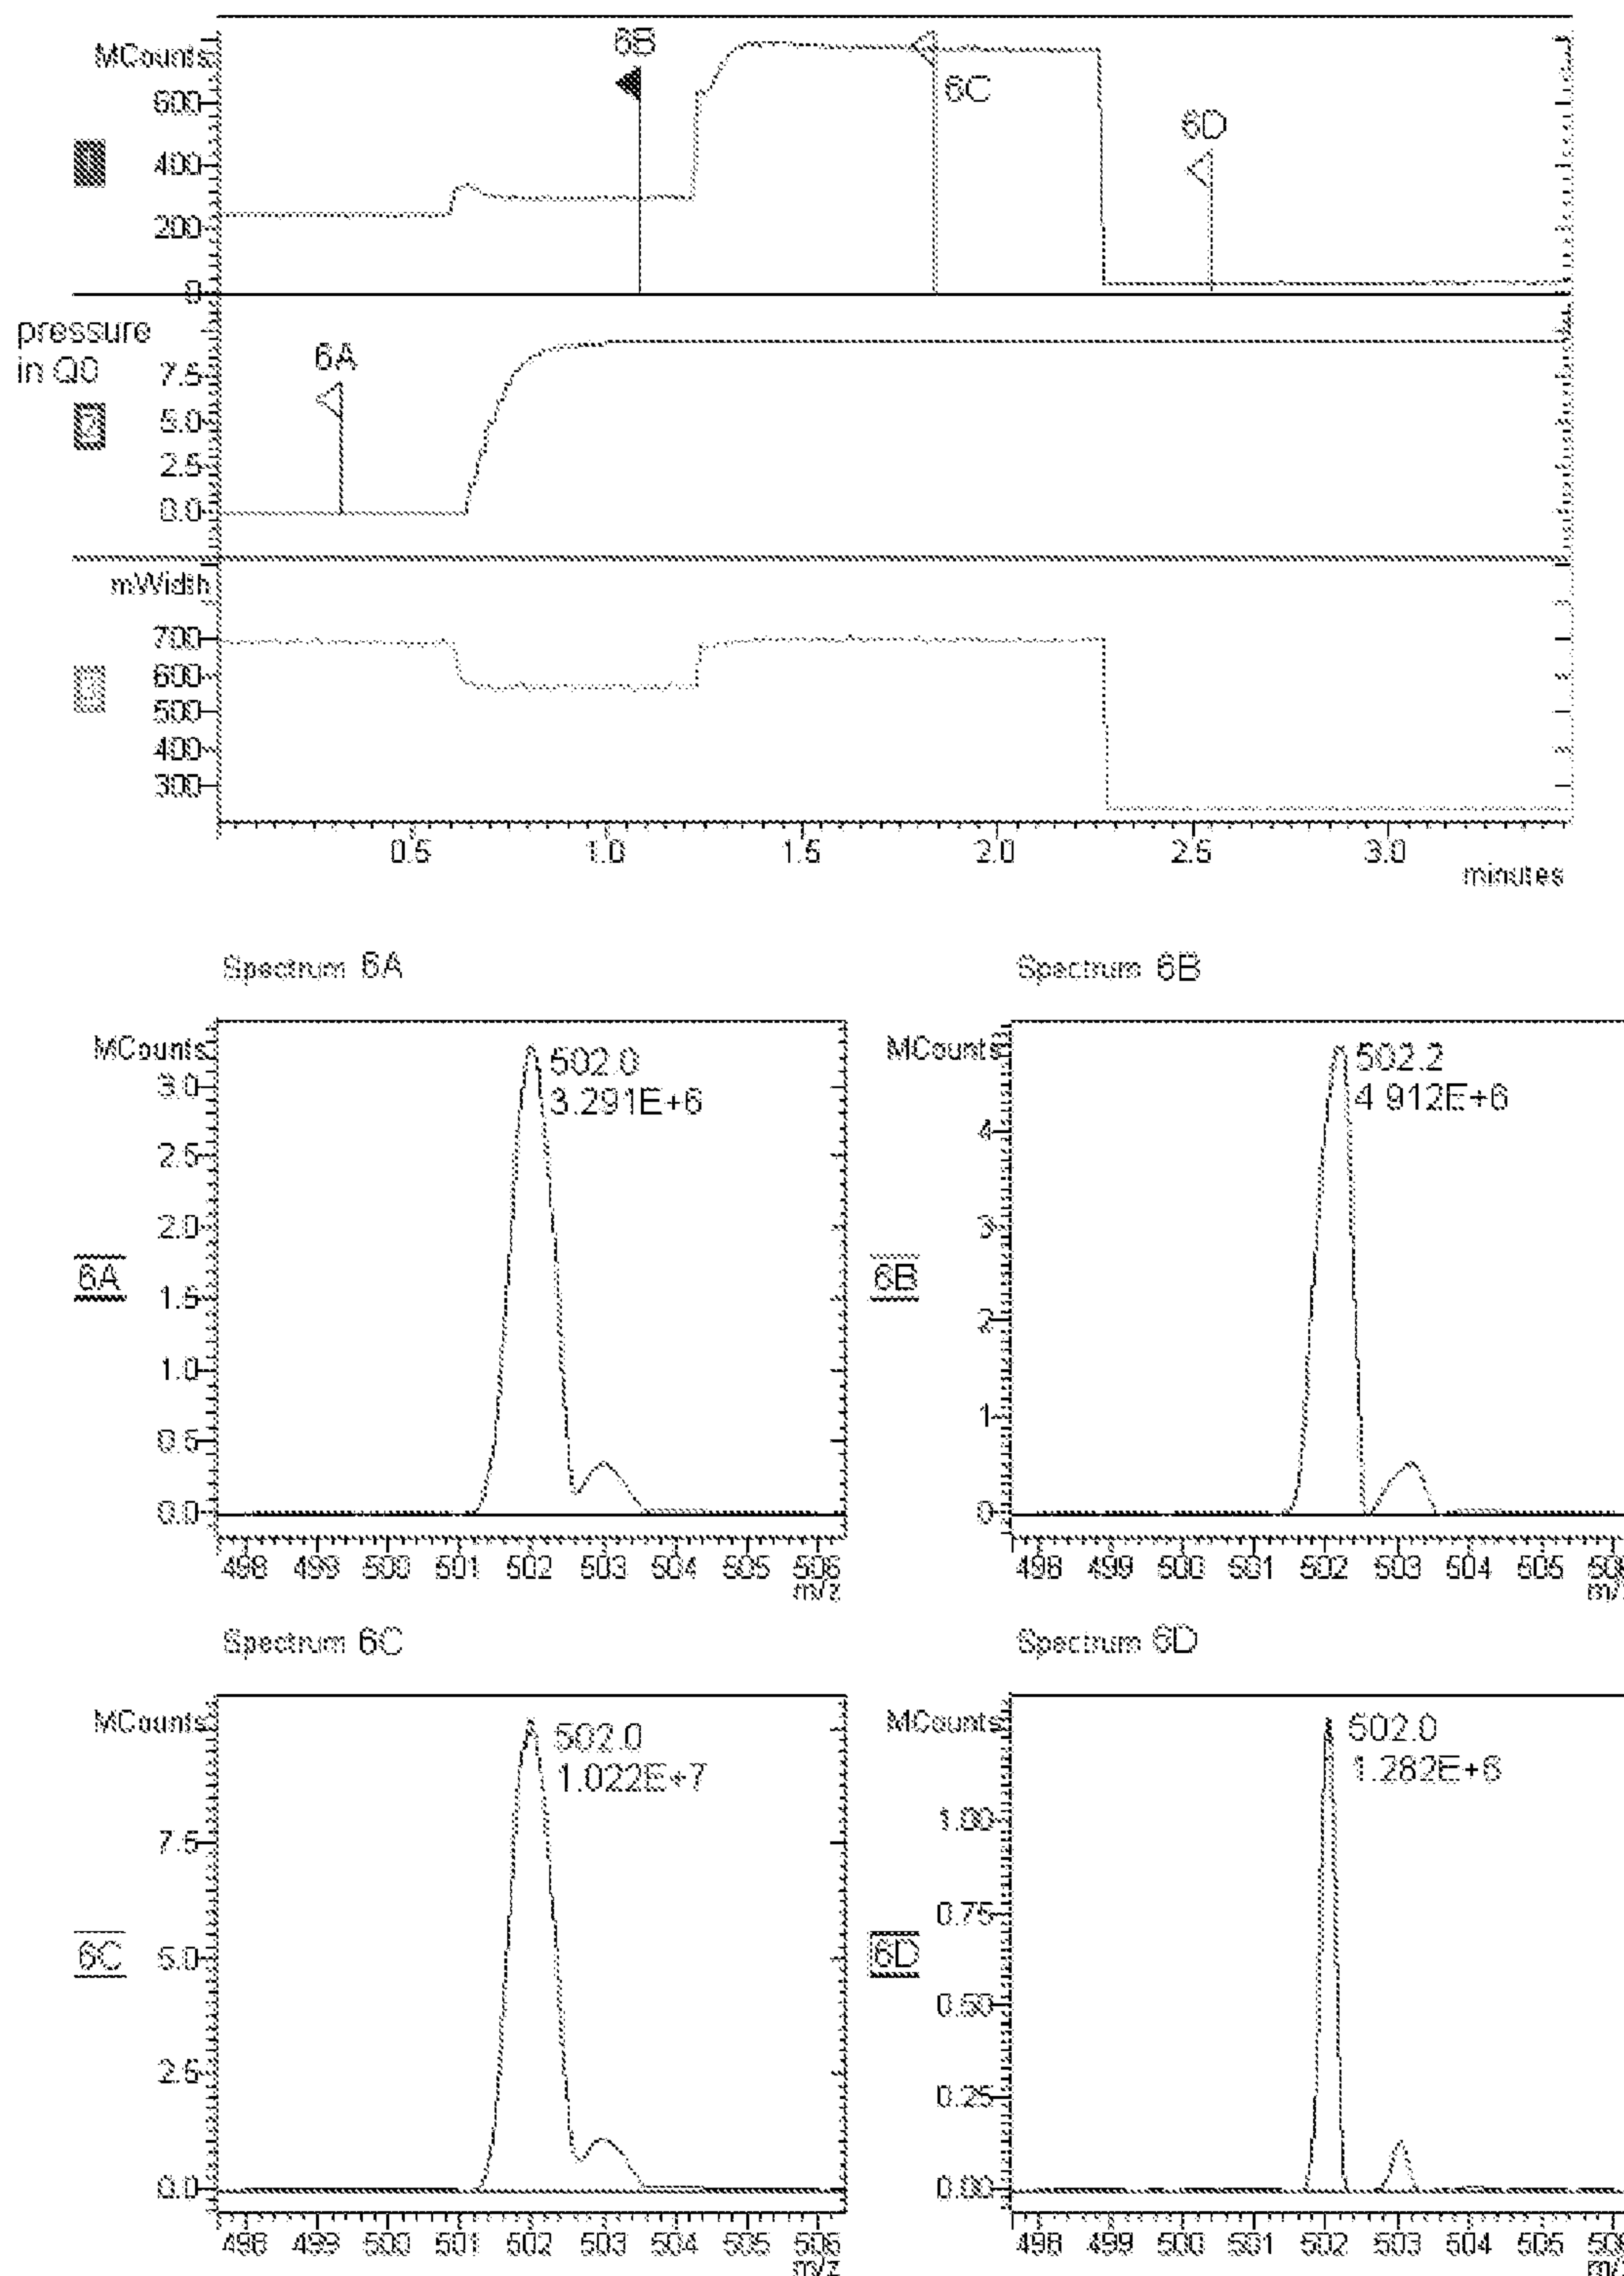 MCounts
6B
6C
6D
600
400
200
0
1
pressure
in Q0
6A
7.5
5.0
2.5
0.0
2
mWidth
700
600
500
400
300
3
0.5 1.0 1.5 2.0 2.5 3.0
minutes
Spectrum 6A
MCounts
502.0
3.291E+6
3.0
2.5
2.0
1.5
1.0
0.5
0.0
6A
498 499 500 501 502 503 504 505 506
m/z
Spectrum 6B
MCounts
502.2
4.912E+6
4
3
2
1
0
6B
498 499 500 501 502 503 504 505 506
m/z
Spectrum 6C
MCounts
502.0
1.022E+7
7.5
5.0
2.5
0.0
6C
498 499 500 501 502 503 504 505 506
m/z
Spectrum 6D
MCounts
502.0
1.282E+6
1.00
0.75
0.50
0.25
0.00
6D
498 499 500 501 502 503 504 505 506
m/z